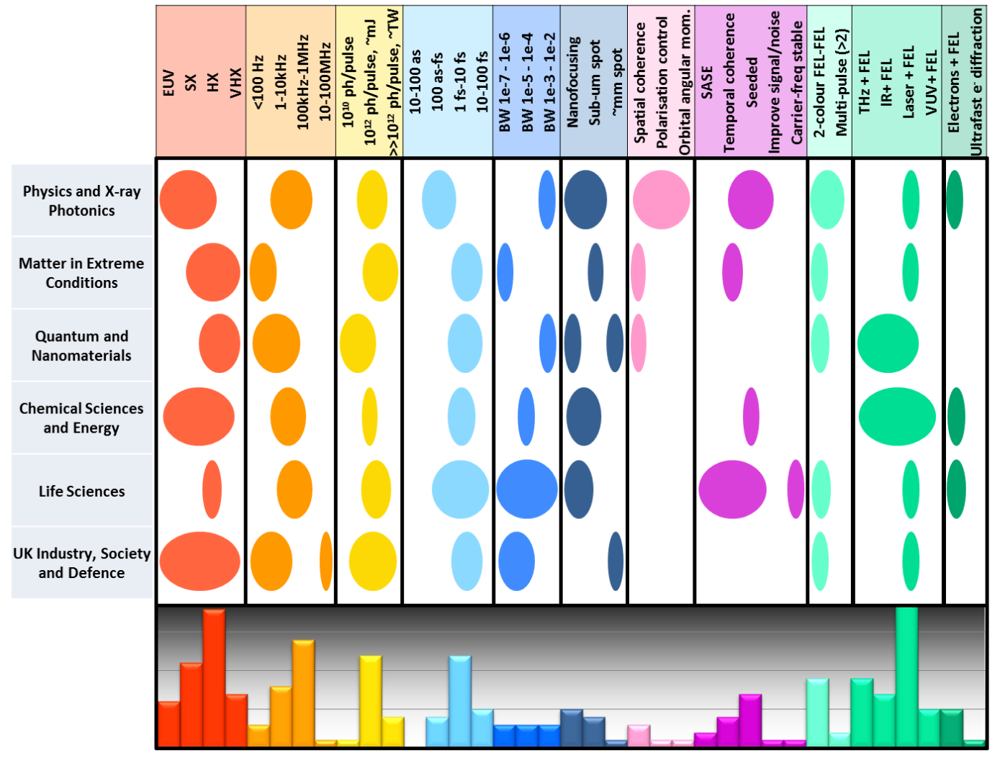 EUV
SX
HX
VHX
<100 Hz
1-10kHz
100kHz-1MHz
10-100MHz
10¹⁰ ph/pulse
10¹² ph/pulse, ~mJ
>>10¹² ph/pulse, ~TW
10-100 as
100 as-fs
1 fs-10 fs
10-100 fs
BW 1e-7 - 1e-6
BW 1e-5 - 1e-4
BW 1e-3 - 1e-2
Nanofocusing
Sub-um spot
~mm spot
Spatial coherence
Polarisation control
Orbital angular mom.
SASE
Temporal coherence
Seeded
Improve signal/noise
Carrier-freq stable
2-colour FEL-FEL
Multi-pulse (>2)
THz + FEL
IR+ FEL
Laser + FEL
VUV + FEL
Electrons + FEL
Ultrafast e⁻ diffraction
Physics and X-ray
Photonics
Matter in Extreme
Conditions
Quantum and
Nanomaterials
Chemical Sciences
and Energy
Life Sciences
UK Industry, Society
and Defence